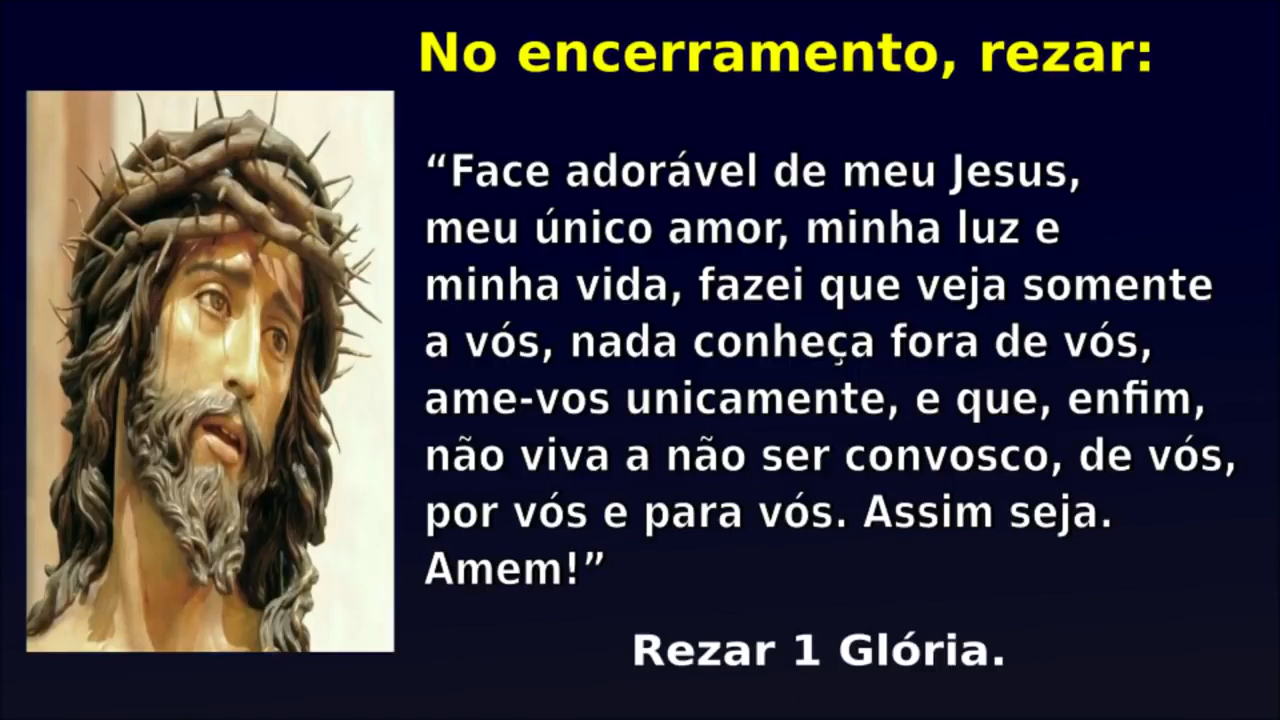 No encerramento, rezar:
“Face adorável de meu Jesus,
meu único amor, minha luz e
minha vida, fazei que veja somente
a vós, nada conheça fora de vós,
ame-vos unicamente, e que, enfim,
não viva a não ser convosco, de vós,
por vós e para vós. Assim seja.
Amem!”
Rezar 1 Glória.